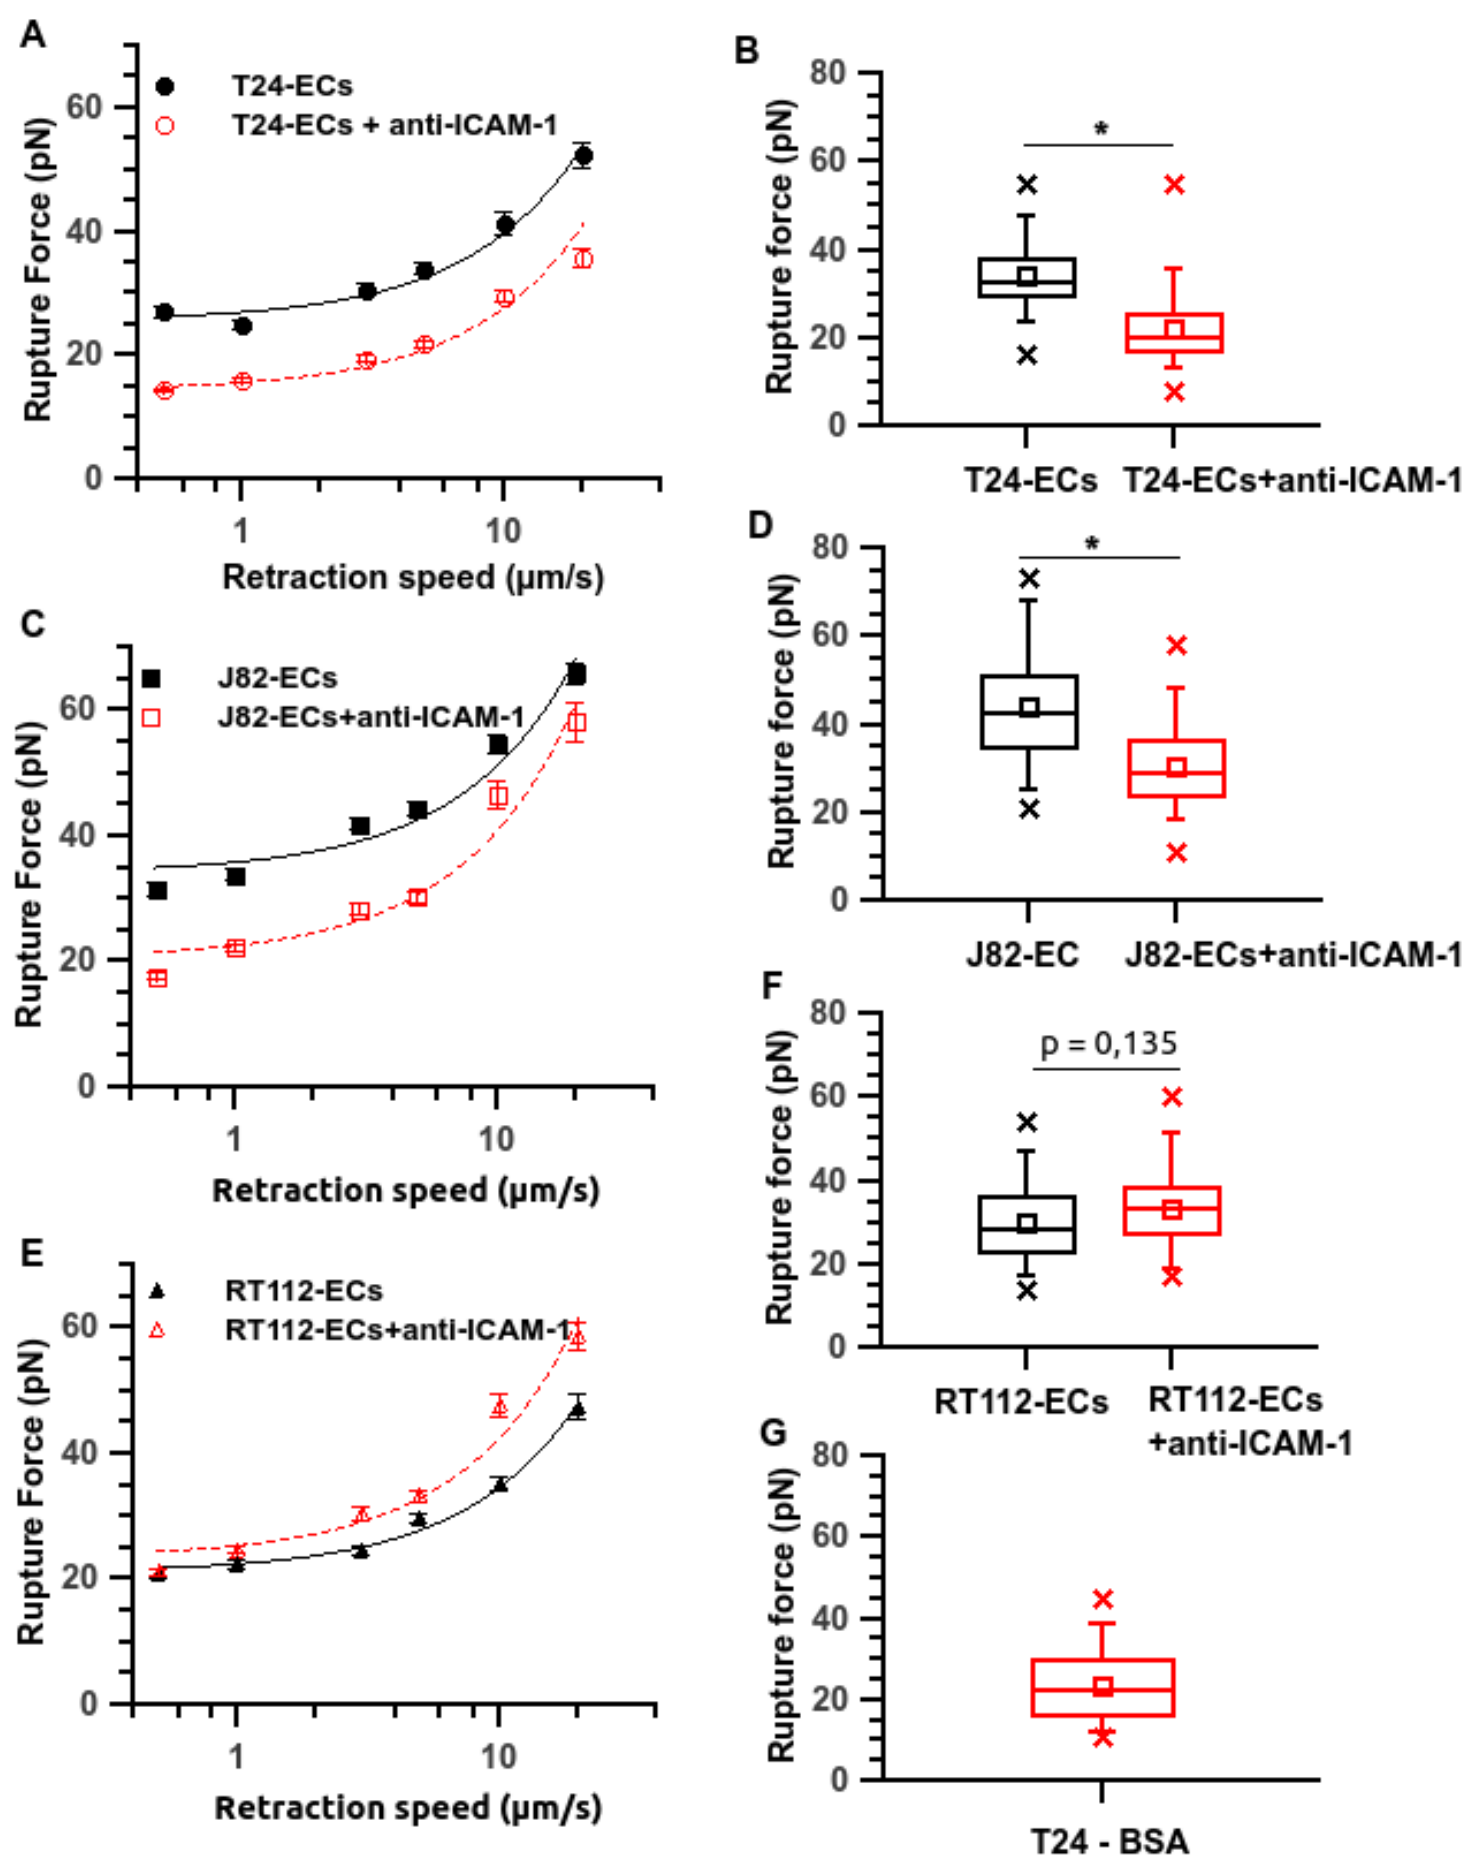 A
T24-ECs
T24-ECs + anti-ICAM-1
Rupture Force (pN)
60
40
20
0
1
10
Retraction speed (µm/s)
B
80
60
40
20
0
Rupture force (pN)
*
T24-ECs
T24-ECs+anti-ICAM-1
C
J82-ECs
J82-ECs+anti-ICAM-1
Rupture Force (pN)
60
40
20
0
1
10
Retraction speed (µm/s)
D
80
60
40
20
0
Rupture force (pN)
*
J82-EC
J82-ECs+anti-ICAM-1
E
RT112-ECs
RT112-ECs+anti-ICAM-1
Rupture Force (pN)
60
40
20
0
1
10
Retraction speed (µm/s)
F
80
60
40
20
0
Rupture force (pN)
p = 0,135
RT112-ECs
RT112-ECs
+anti-ICAM-1
G
80
60
40
20
0
Rupture force (pN)
T24 - BSA